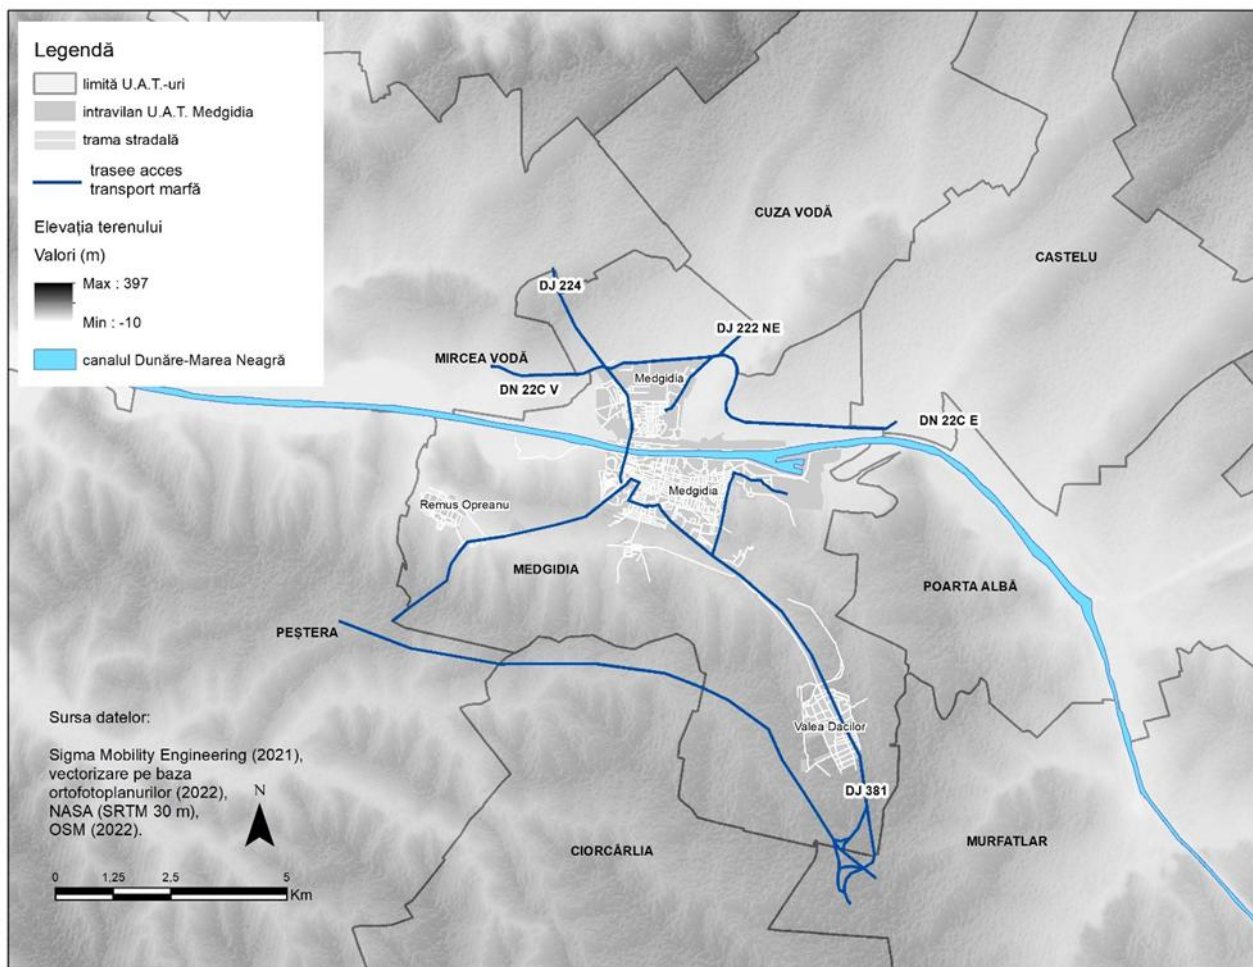 Legendă
limită U.A.T.-uri
intravilan U.A.T. Medgidia
trama stradală
trasee acces
transport marfă
Elevația terenului
Valori (m)
Max : 397
Min : -10
canalul Dunăre-Marea Neagră
CUZA VODĂ
CASTELU
DJ 224
DJ 222 NE
MIRCEA VODĂ
Medgidia
DN 22C V
DN 22C E
Medgidia
Remus Opreanu
MEDGIDIA
POARTA ALBĂ
PEȘTERA
Valea Dacilor
DJ 381
CIORCÂRLIA
MURFATLAR
Sursa datelor:
Sigma Mobility Engineering (2021),
vectorizare pe baza
ortofotoplanurilor (2022),
NASA (SRTM 30 m),
OSM (2022).
N
0 1,25 2,5 5
Km